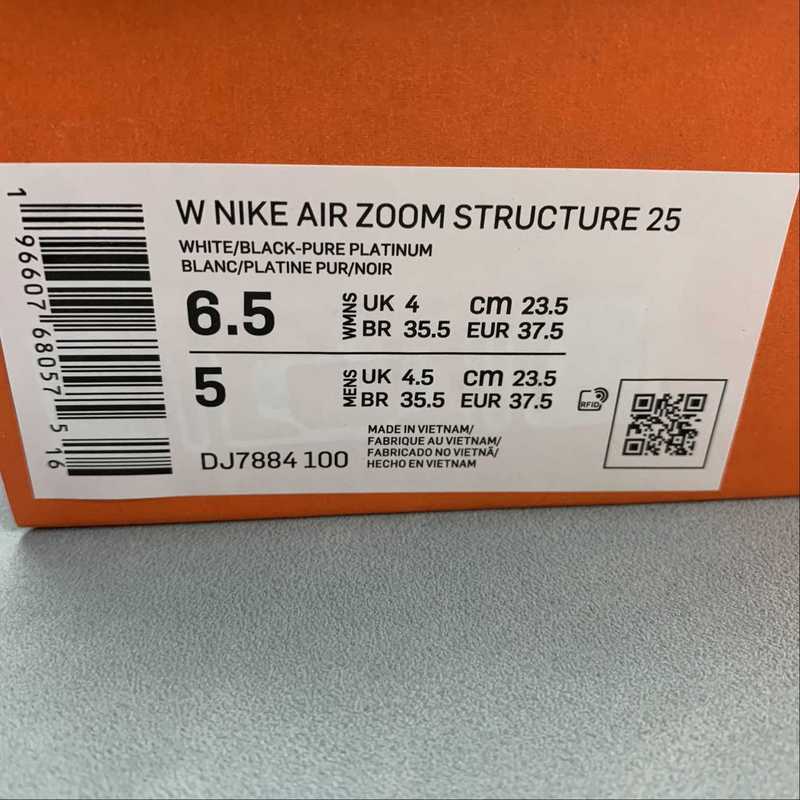 W NIKE AIR ZOOM STRUCTURE 25
WHITE/BLACK-PURE PLATINUM
BLANC/PLATINE PUR/NOIR
6.5 WMNS UK 4 cm 23.5
BR 35.5 EUR 37.5
5 MENS UK 4.5 cm 23.5
BR 35.5 EUR 37.5
RFID
DJ7884 100
MADE IN VIETNAM/
FABRIQUE AU VIETNAM/
FABRICADO NO VIETNÃ/
HECHO EN VIETNAM
1 96607 68057 5 16